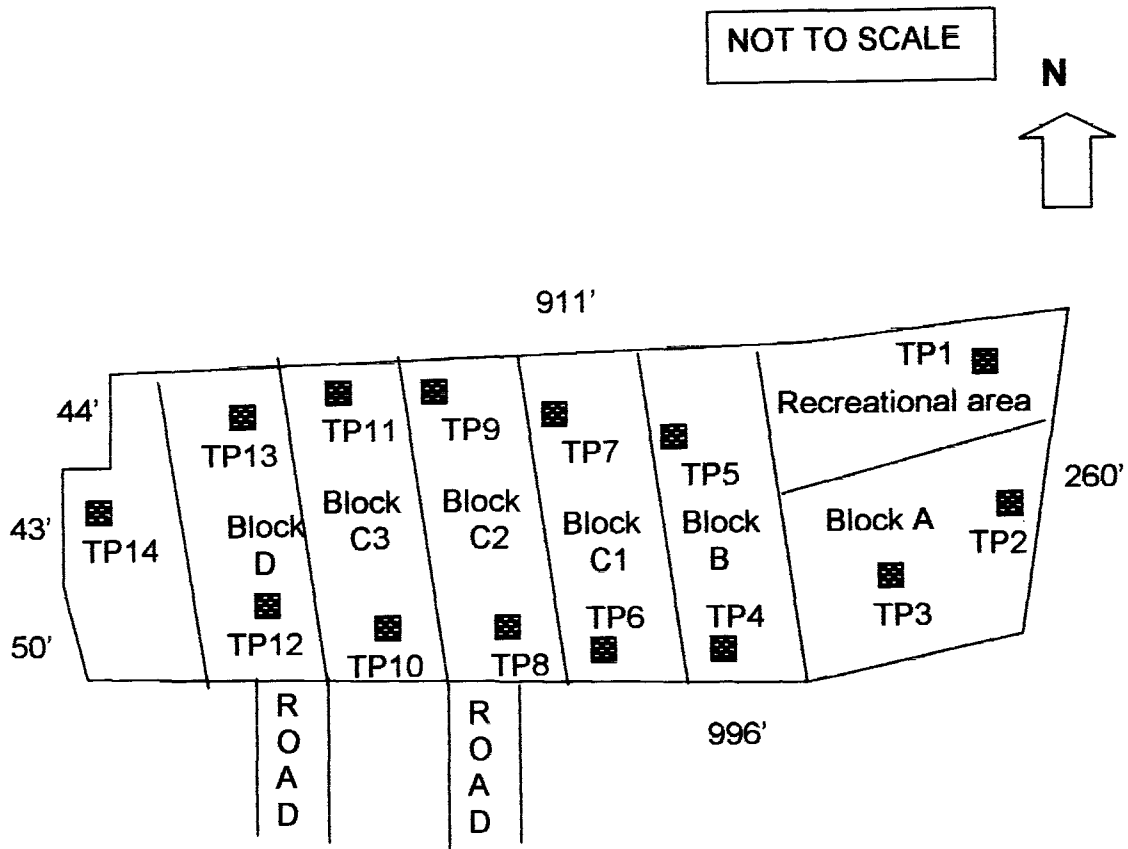 NOT TO SCALE
N
911’
TP1
Recreational area
44’
TP13
TP11
TP9
TP7
TP5
260’
43’
TP14
Block
D
Block
C3
Block
C2
Block
C1
Block
B
Block A
TP2
TP3
50’
TP12
TP10
TP8
TP6
TP4
996’
R
O
A
D
R
O
A
D